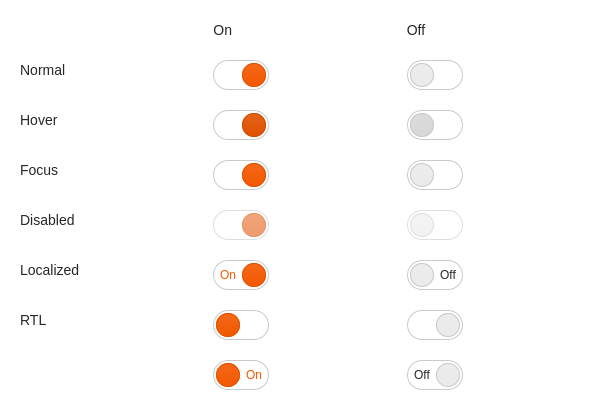 On Off
Normal
Hover
Focus
Disabled
Localized On Off
RTL
On Off